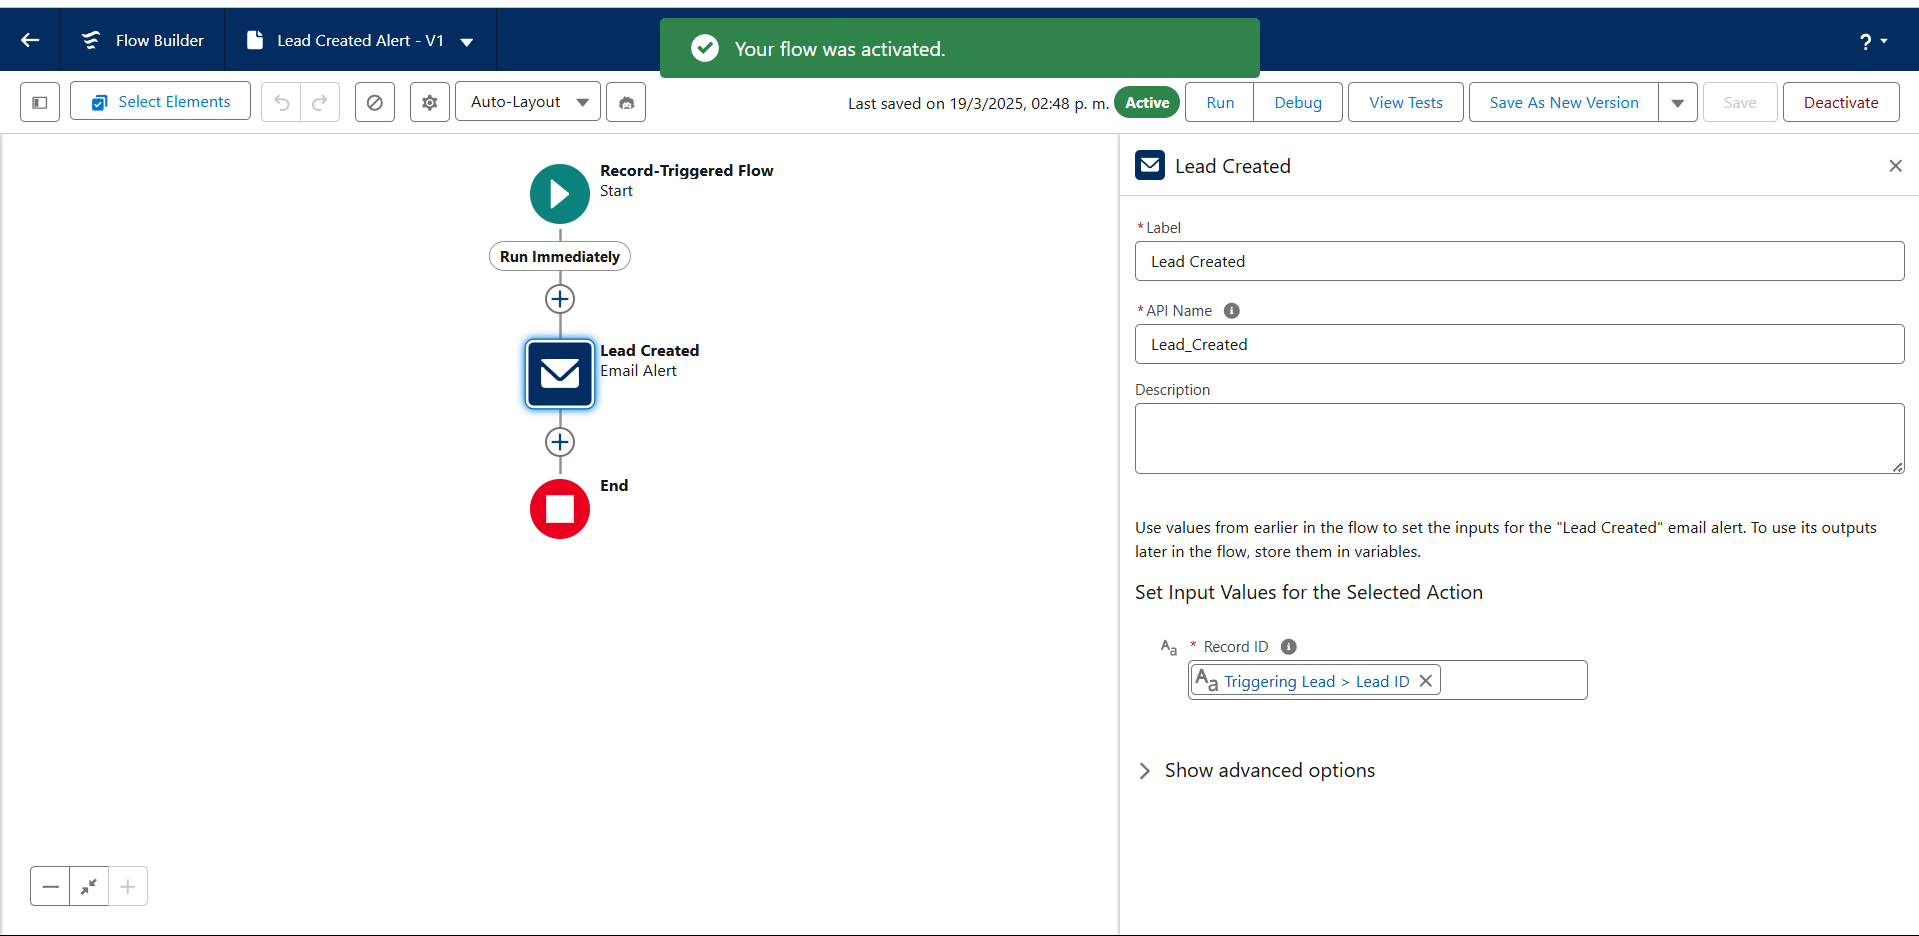 Flow Builder
Lead Created Alert - V1
Your flow was activated.
?
Select Elements
Auto-Layout
Last saved on 19/3/2025, 02:48 p. m.
Active
Run
Debug
View Tests
Save As New Version
Save
Deactivate
Record-Triggered Flow
Start
Run Immediately
Lead Created
Email Alert
End
Lead Created
* Label
Lead Created
* API Name
Lead_Created
Description
Use values from earlier in the flow to set the inputs for the "Lead Created" email alert. To use its outputs
later in the flow, store them in variables.
Set Input Values for the Selected Action
Aa * Record ID
Aa Triggering Lead > Lead ID
Show advanced options